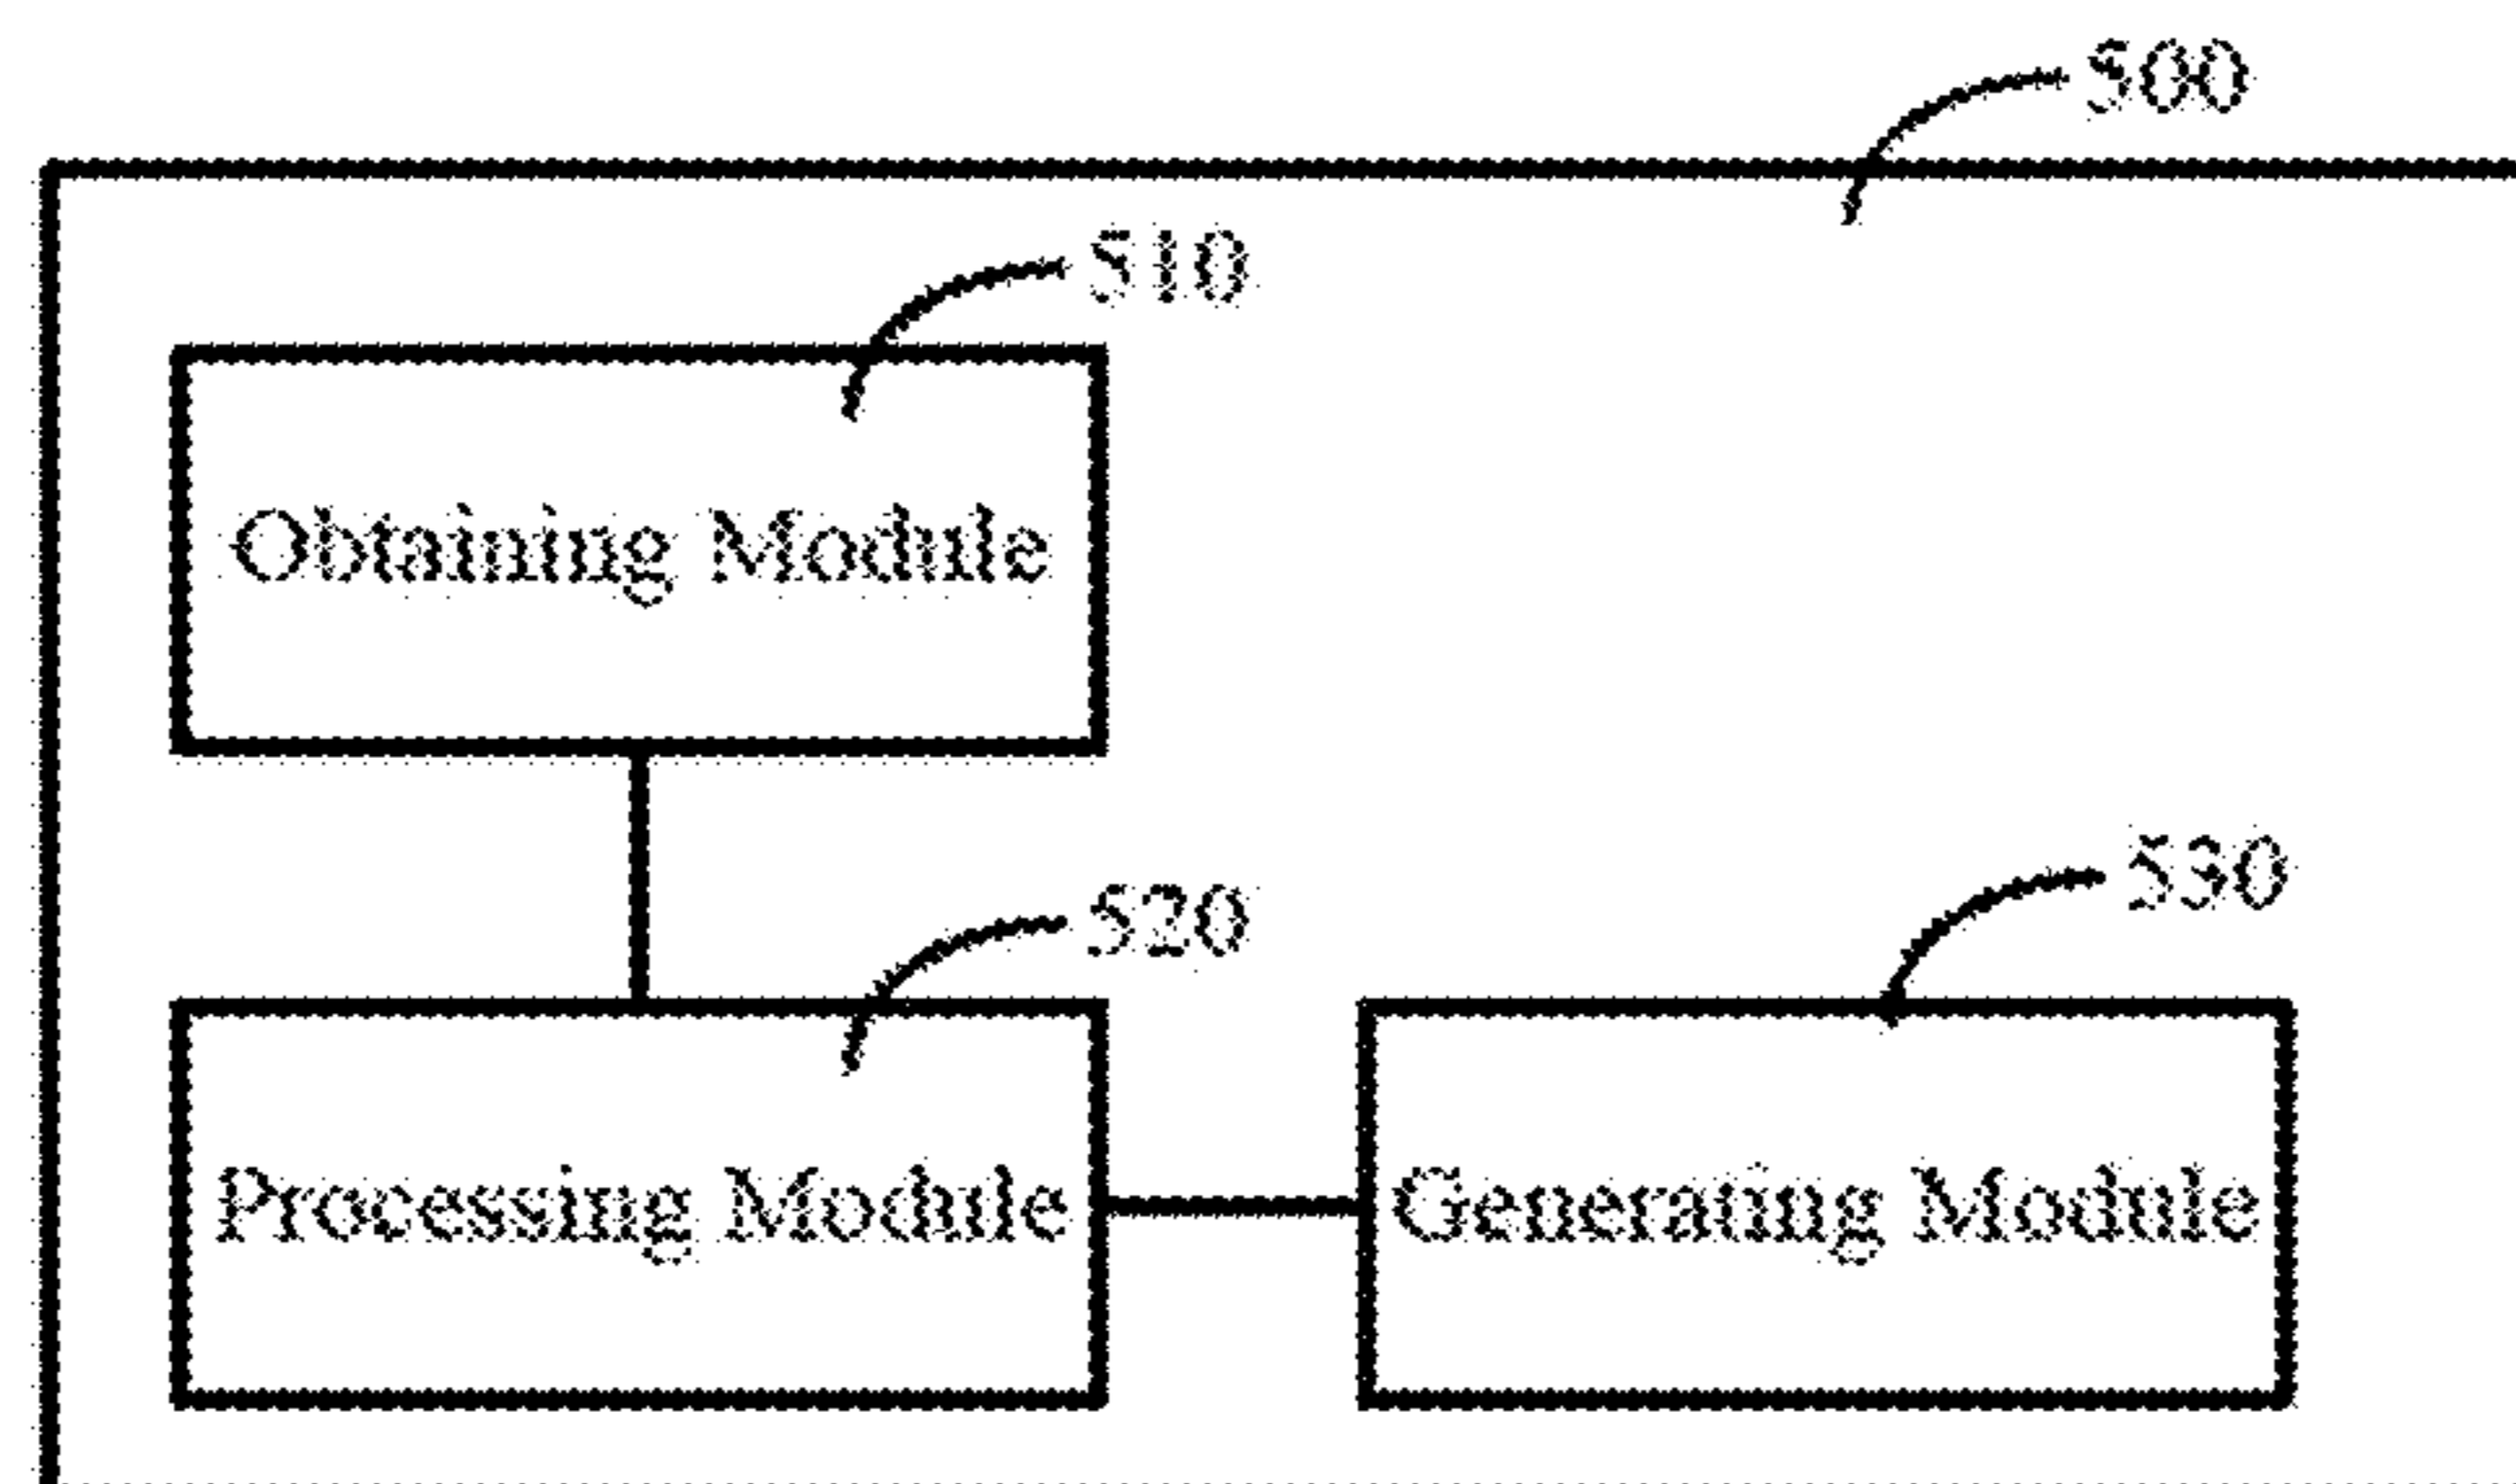 500
510
Obtaining Module
520
530
Processing Module
Generating Module